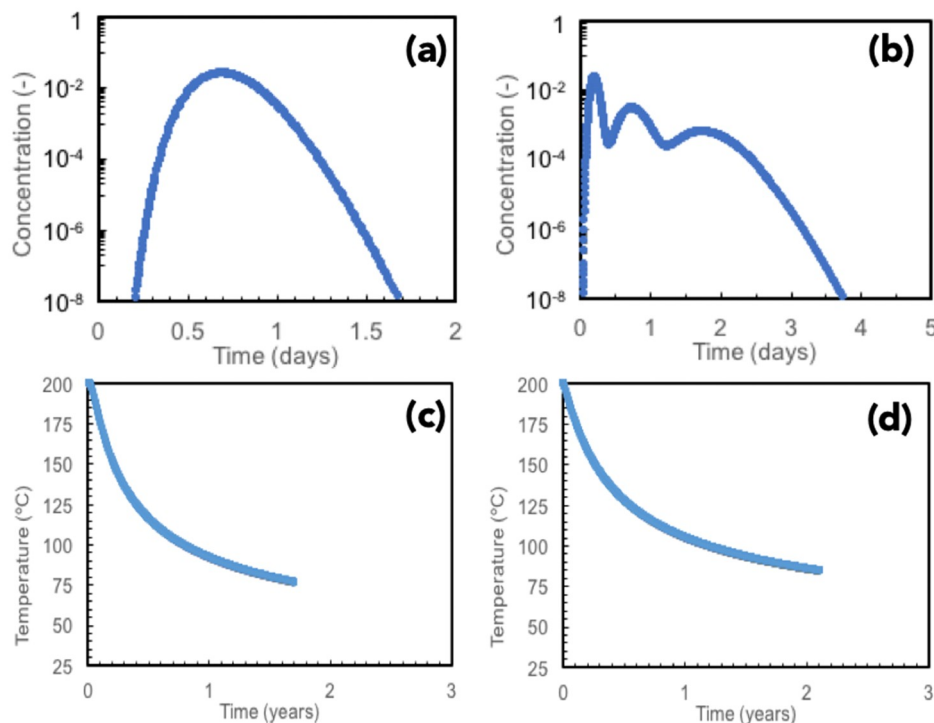 1
10-2
10-4
10-6
10-8
Concentration (-)
(a)
0 0.5 1 1.5 2
Time (days)
1
10-2
10-4
10-6
10-8
Concentration (-)
(b)
0 1 2 3 4 5
Time (days)
200
175
150
125
100
75
50
25
Temperature (°C)
(c)
0 1 2 3
Time (years)
200
175
150
125
100
75
50
25
Temperature (°C)
(d)
0 1 2 3
Time (years)